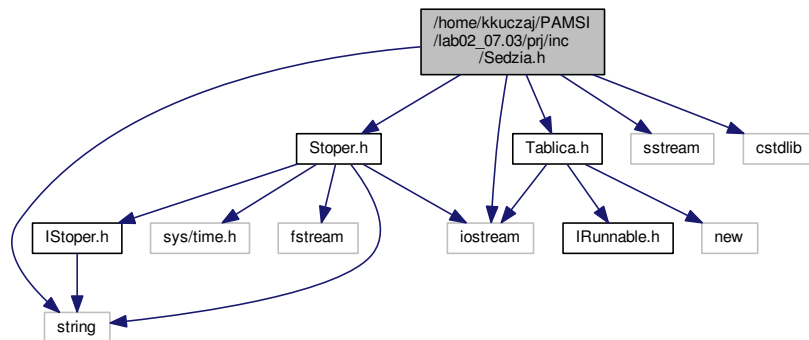 /home/kkuczaj/PAMSI
/lab02_07.03/prj/inc
/Sedzia.h
Stoper.h
Tablica.h
sstream
cstdlib
IStoper.h
sys/time.h
fstream
iostream
IRunnable.h
new
string